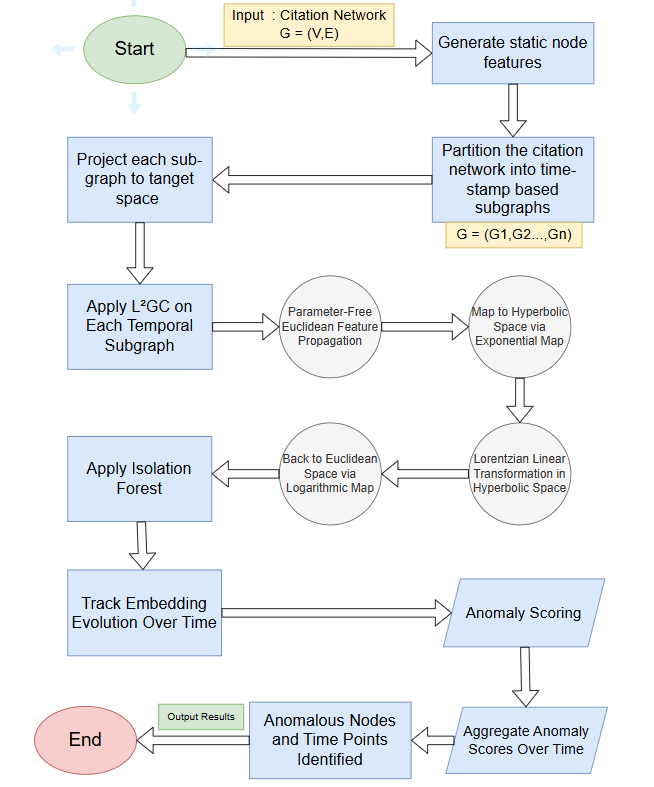 Start
Input : Citation Network
G = (V,E)
Generate static node
features
Partition the citation
network into time-
stamp based
subgraphs
G = (G1,G2...,Gn)
Project each sub-
graph to tanget
space
Apply L²GC on
Each Temporal
Subgraph
Parameter-Free
Euclidean Feature
Propagation
Map to Hyperbolic
Space via
Exponential Map
Lorentzian Linear
Transformation in
Hyperbolic Space
Back to Euclidean
Space via
Logarithmic Map
Apply Isolation
Forest
Track Embedding
Evolution Over Time
Anomaly Scoring
Aggregate Anomaly
Scores Over Time
Anomalous Nodes
and Time Points
Identified
Output Results
End